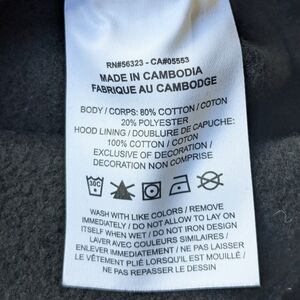 RN#56323 - CA#05553
MADE IN CAMBODIA
FABRIQUE AU CAMBODGE
BODY / CORPS: 80% COTTON / COTON
20% POLYESTER
HOOD LINING / DOUBLURE DE CAPUCHE:
100% COTTON / COTON
EXCLUSIVE OF DECORATION /
DECORATION NON COMPRISE
30C
WASH WITH LIKE COLORS / REMOVE
IMMEDIATELY / DO NOT ALLOW TO LAY ON
ITSELF WHEN WET / DO NOT IRON DESIGN
LAVER AVEC COULEURS SIMILAIRES /
ENLEVER IMMEDIATEMENT / NE PAS LAISSER
LE VÊTEMENT PLIÉ LORSQU'IL EST MOUILLÉ /
NE PAS REPASSER LE DESSIN